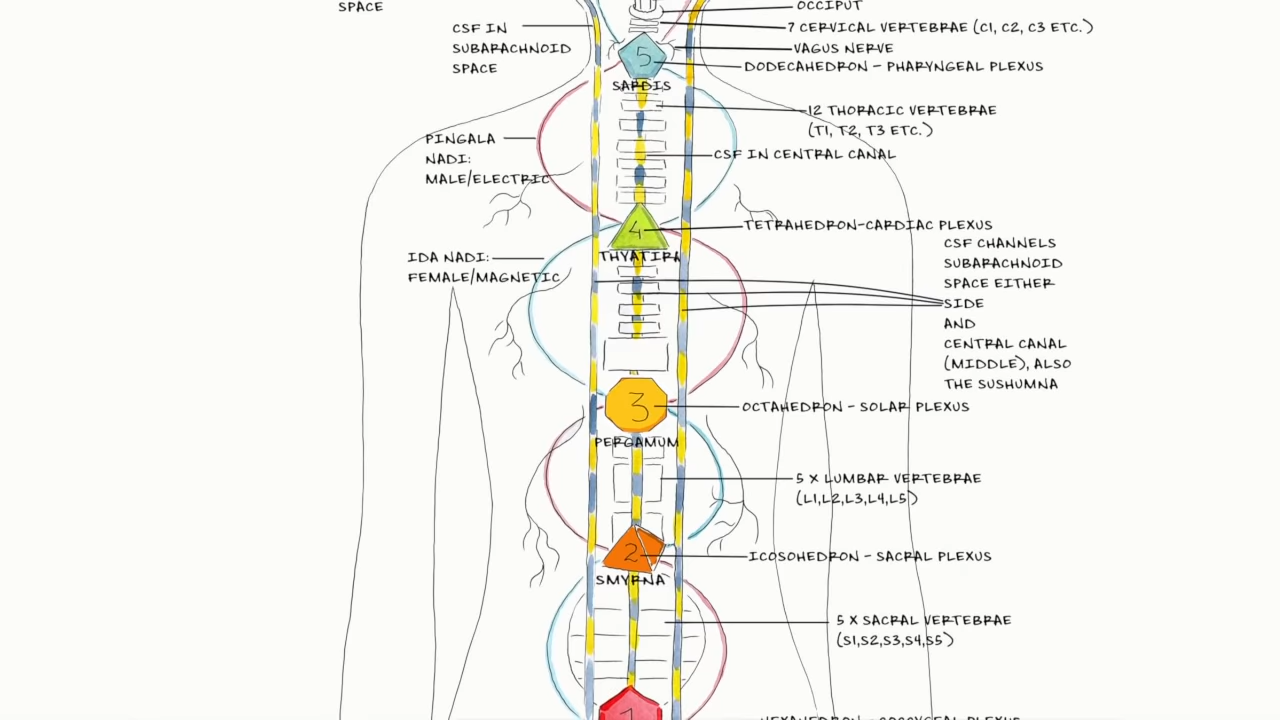 SPACE
OCCIPUT
CSF IN
SUBARACHNOID
SPACE
7 CERVICAL VERTEBRAE (C1, C2, C3 ETC.)
VAGUS NERVE
5
DODECAHEDRON - PHARYNGEAL PLEXUS
SARDIS
12 THORACIC VERTEBRAE
(T1, T2, T3 ETC.)
PINGALA
NADI:
MALE/ELECTRIC
CSF IN CENTRAL CANAL
4
TETRAHEDRON-CARDIAC PLEXUS
THYATIRA
IDA NADI:
FEMALE/MAGNETIC
CSF CHANNELS
SUBARACHNOID
SPACE EITHER
SIDE
AND
CENTRAL CANAL
(MIDDLE), ALSO
THE SUSHUMNA
3
OCTAHEDRON - SOLAR PLEXUS
PERGAMUM
5 X LUMBAR VERTEBRAE
(L1,L2,L3,L4,L5)
2
ICOSOHEDRON - SACRAL PLEXUS
SMYRNA
5 X SACRAL VERTEBRAE
(S1,S2,S3,S4,S5)
1
HEXAHEDRON - COCCYGEAL PLEXUS